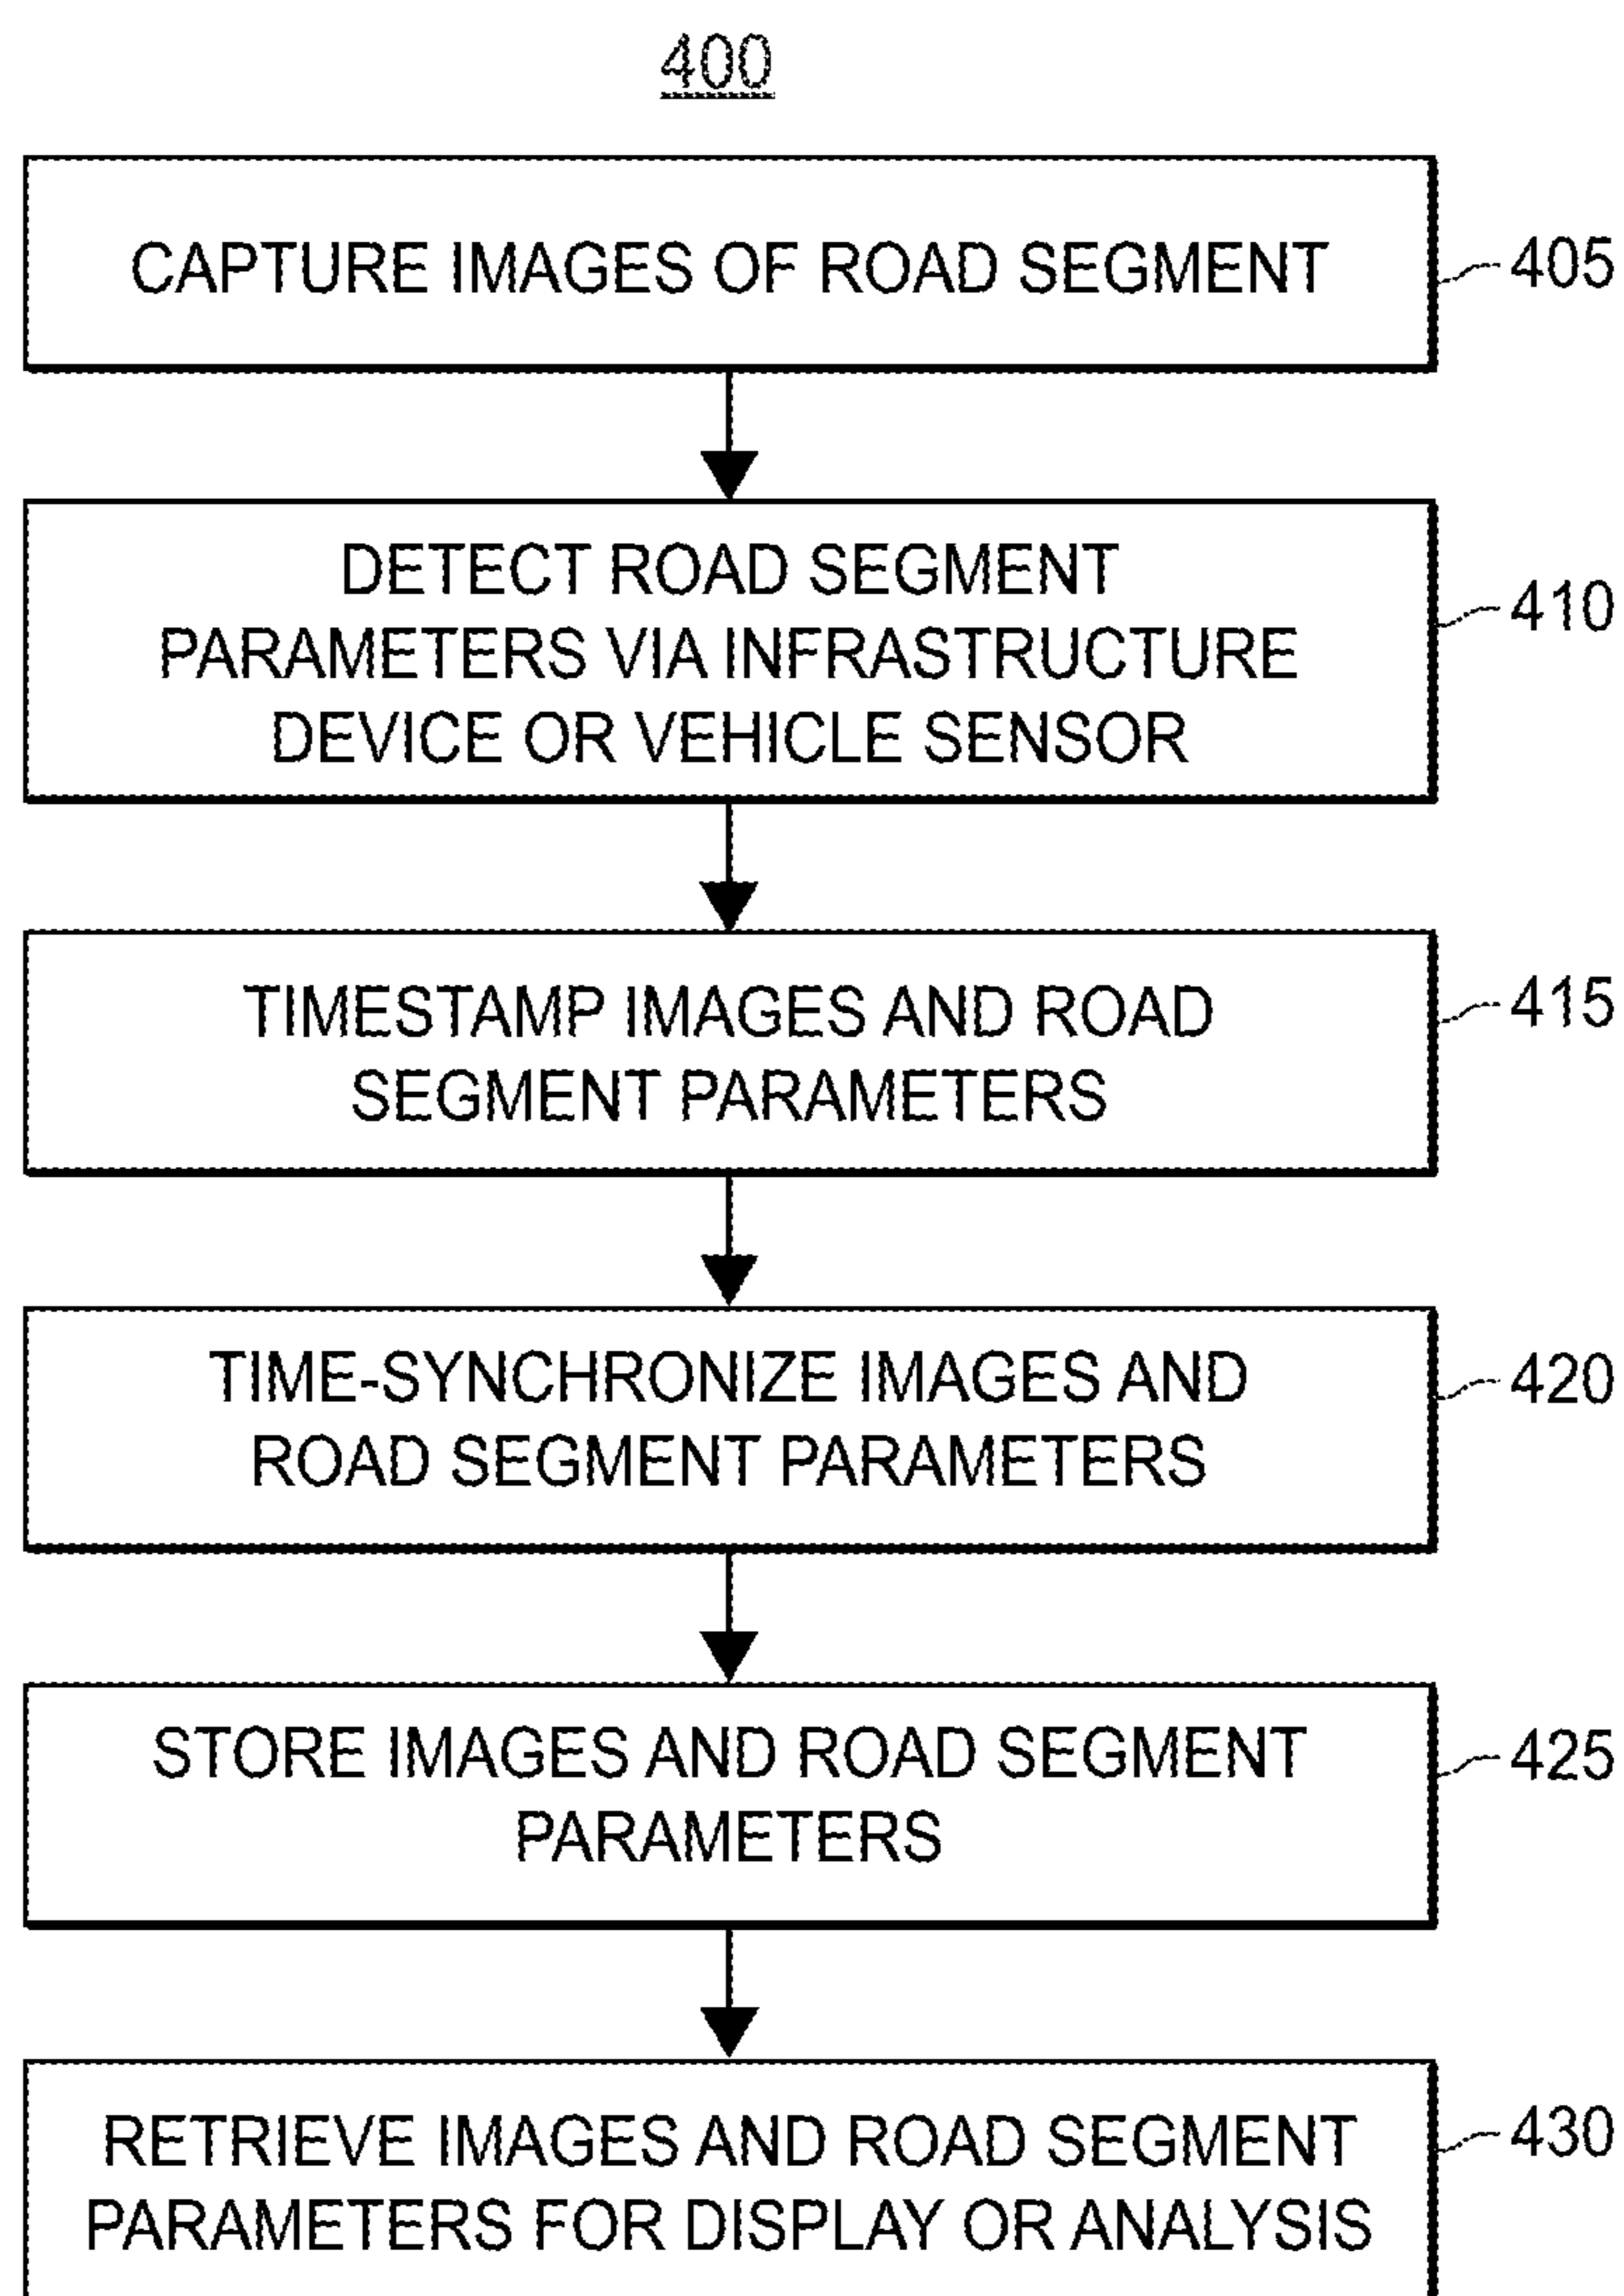 400
CAPTURE IMAGES OF ROAD SEGMENT
405
DETECT ROAD SEGMENT
PARAMETERS VIA INFRASTRUCTURE
DEVICE OR VEHICLE SENSOR
410
TIMESTAMP IMAGES AND ROAD
SEGMENT PARAMETERS
415
TIME-SYNCHRONIZE IMAGES AND
ROAD SEGMENT PARAMETERS
420
STORE IMAGES AND ROAD SEGMENT
PARAMETERS
425
RETRIEVE IMAGES AND ROAD SEGMENT
PARAMETERS FOR DISPLAY OR ANALYSIS
430